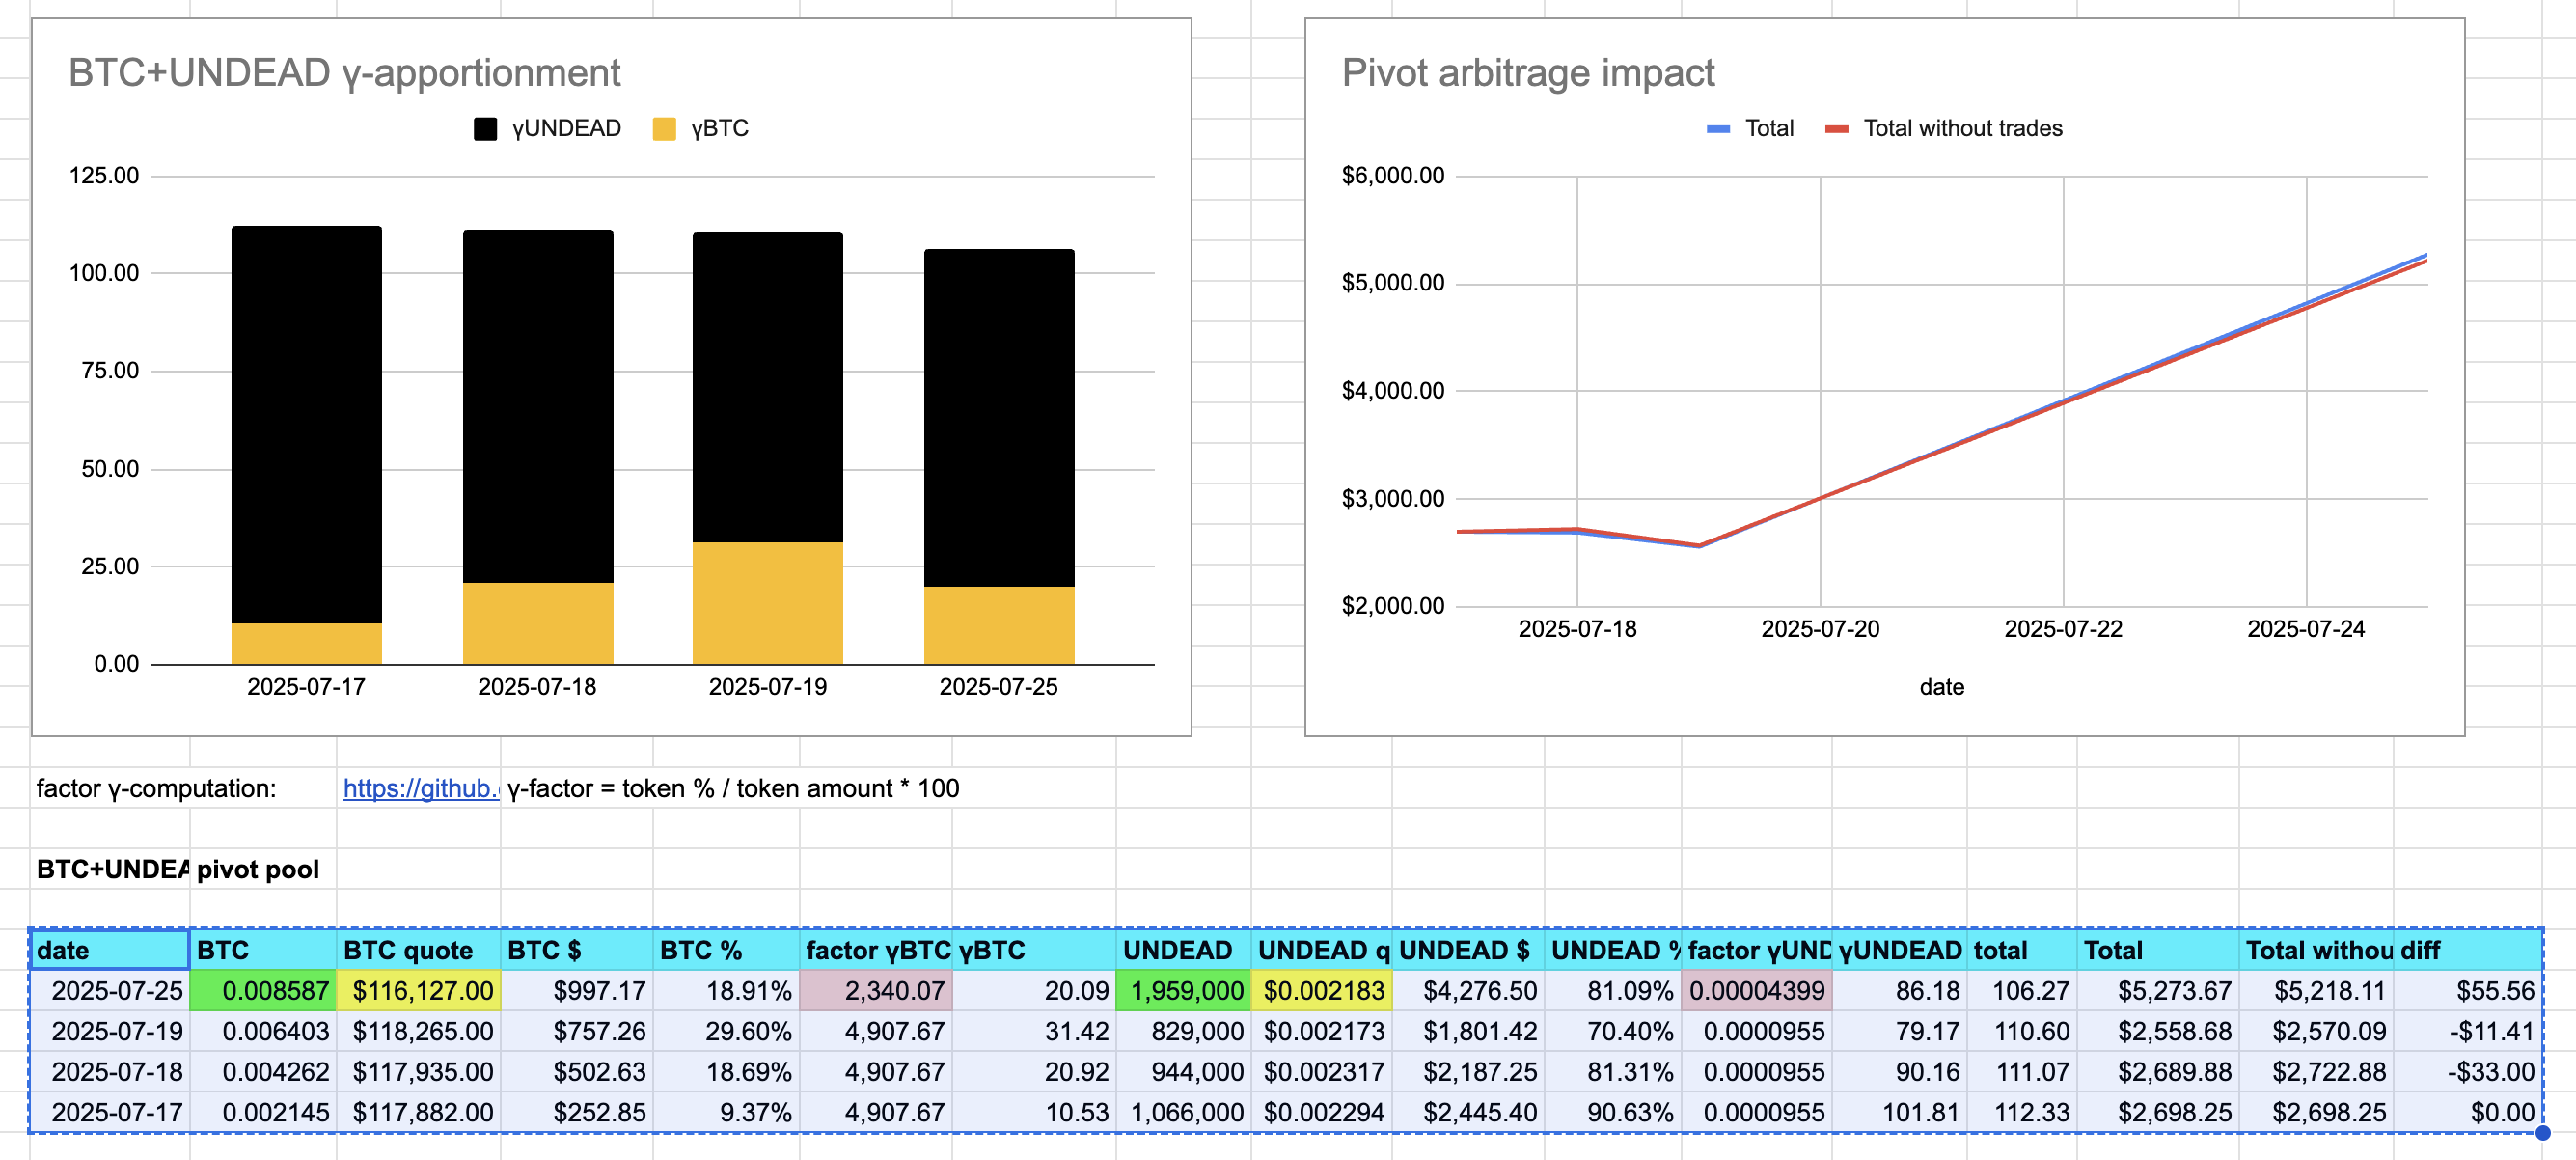 BTC+UNDEAD γ-apportionment
γUNDEAD γBTC
125.00
100.00
75.00
50.00
25.00
0.00
2025-07-17 2025-07-18 2025-07-19 2025-07-25
Pivot arbitrage impact
Total Total without trades
$6,000.00
$5,000.00
$4,000.00
$3,000.00
$2,000.00
2025-07-18 2025-07-20 2025-07-22 2025-07-24
date
factor γ-computation: https://github. γ-factor = token % / token amount * 100
BTC+UNDEA pivot pool
date BTC BTC quote BTC $ BTC % factor γBTC γBTC UNDEAD UNDEAD q UNDEAD $ UNDEAD % factor γUND γUNDEAD total Total Total withou diff
2025-07-25 0.008587 $116,127.00 $997.17 18.91% 2,340.07 20.09 1,959,000 $0.002183 $4,276.50 81.09% 0.00004399 86.18 106.27 $5,273.67 $5,218.11 $55.56
2025-07-19 0.006403 $118,265.00 $757.26 29.60% 4,907.67 31.42 829,000 $0.002173 $1,801.42 70.40% 0.0000955 79.17 110.60 $2,558.68 $2,570.09 -$11.41
2025-07-18 0.004262 $117,935.00 $502.63 18.69% 4,907.67 20.92 944,000 $0.002317 $2,187.25 81.31% 0.0000955 90.16 111.07 $2,689.88 $2,722.88 -$33.00
2025-07-17 0.002145 $117,882.00 $252.85 9.37% 4,907.67 10.53 1,066,000 $0.002294 $2,445.40 90.63% 0.0000955 101.81 112.33 $2,698.25 $2,698.25 $0.00